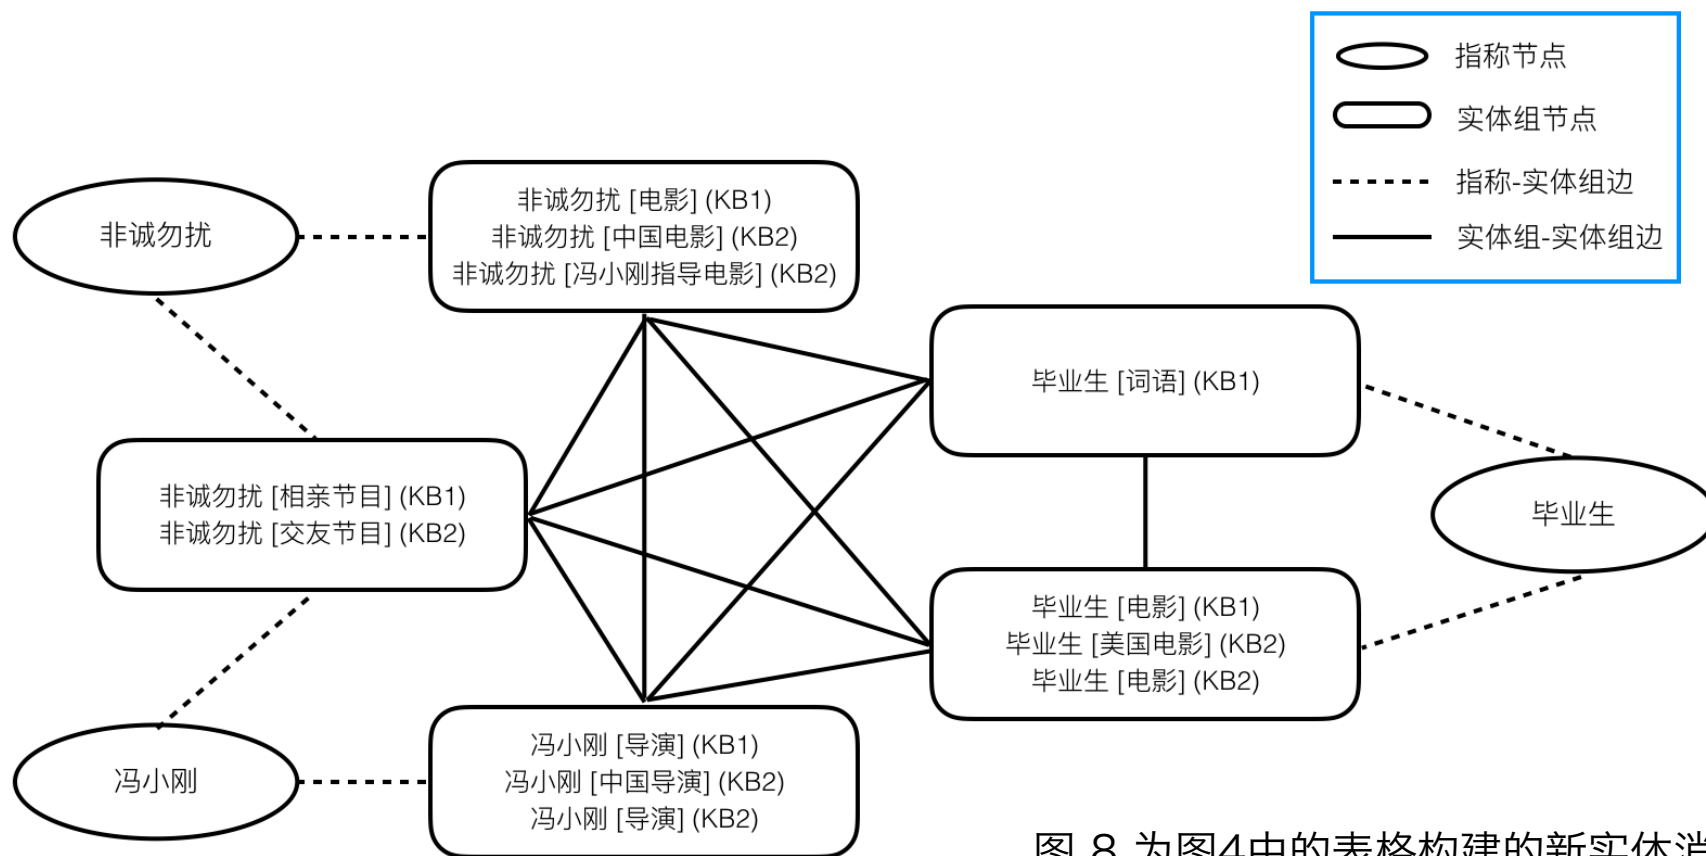 指称节点
实体组节点
指称-实体组边
实体组-实体组边
非诚勿扰
非诚勿扰 [电影] (KB1)
非诚勿扰 [中国电影] (KB2)
非诚勿扰 [冯小刚指导电影] (KB2)
毕业生 [词语] (KB1)
非诚勿扰 [相亲节目] (KB1)
非诚勿扰 [交友节目] (KB2)
毕业生
毕业生 [电影] (KB1)
毕业生 [美国电影] (KB2)
毕业生 [电影] (KB2)
冯小刚
冯小刚 [导演] (KB1)
冯小刚 [中国导演] (KB2)
冯小刚 [导演] (KB2)
图 8 为图4中的表格构建的新实体消